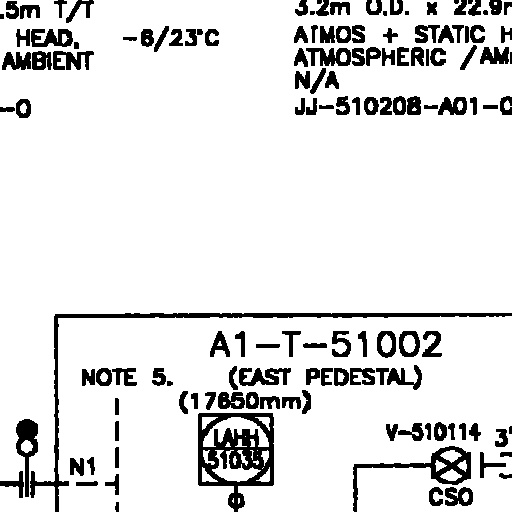 .5m T/T
HEAD, -6/23°C
AMBIENT
-0
3.2m O.D. x 22.9m
ATMOS + STATIC H
ATMOSPHERIC /AM
N/A
JJ-510208-A01-0
A1-T-51002
NOTE 5. (EAST PEDESTAL)
(17650mm)
LAHH
51035
N1
V-510114 3"
CSO